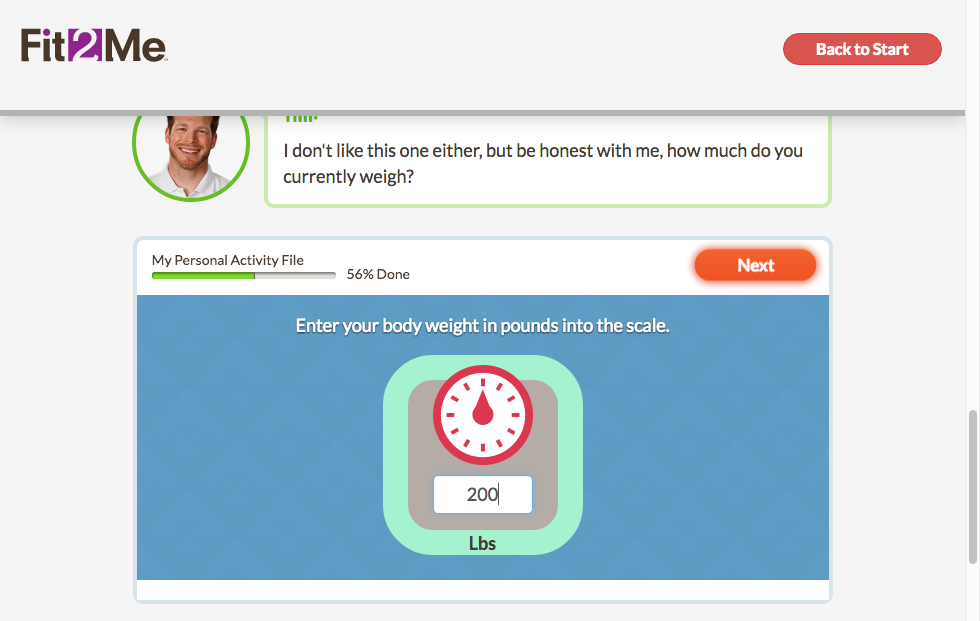 Fit2Me
Back to Start
I don't like this one either, but be honest with me, how much do you
currently weigh?
My Personal Activity File
56% Done
Next
Enter your body weight in pounds into the scale.
200
Lbs